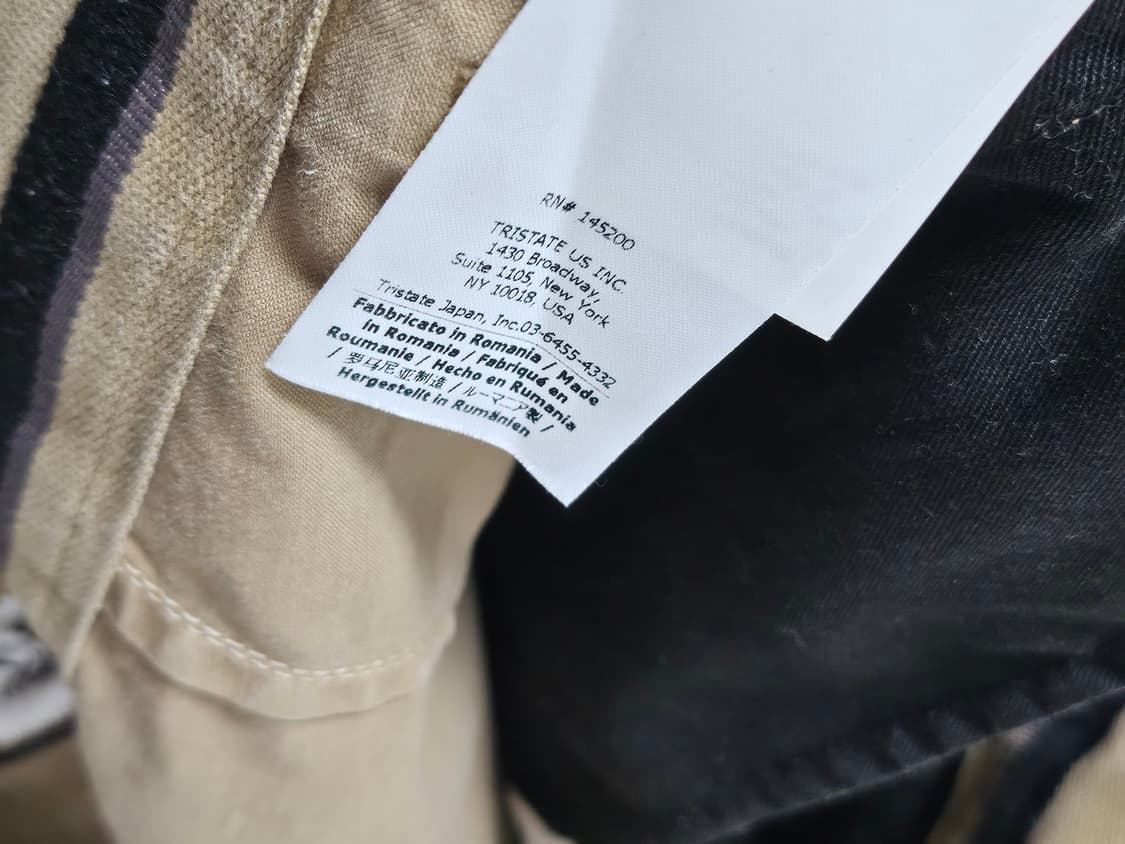 RN# 145200
TRISTATE US INC.
1430 Broadway,
Suite 1105, New York
NY 10018, USA
Tristate Japan, Inc.03-6455-4332
Fabbricato in Romania / Made
in Romania / Fabriqué en
Roumanie / Hecho en Rumania
/ 罗马尼亚制造 / ルーマニア製 /
Hergestellt in Rumänien